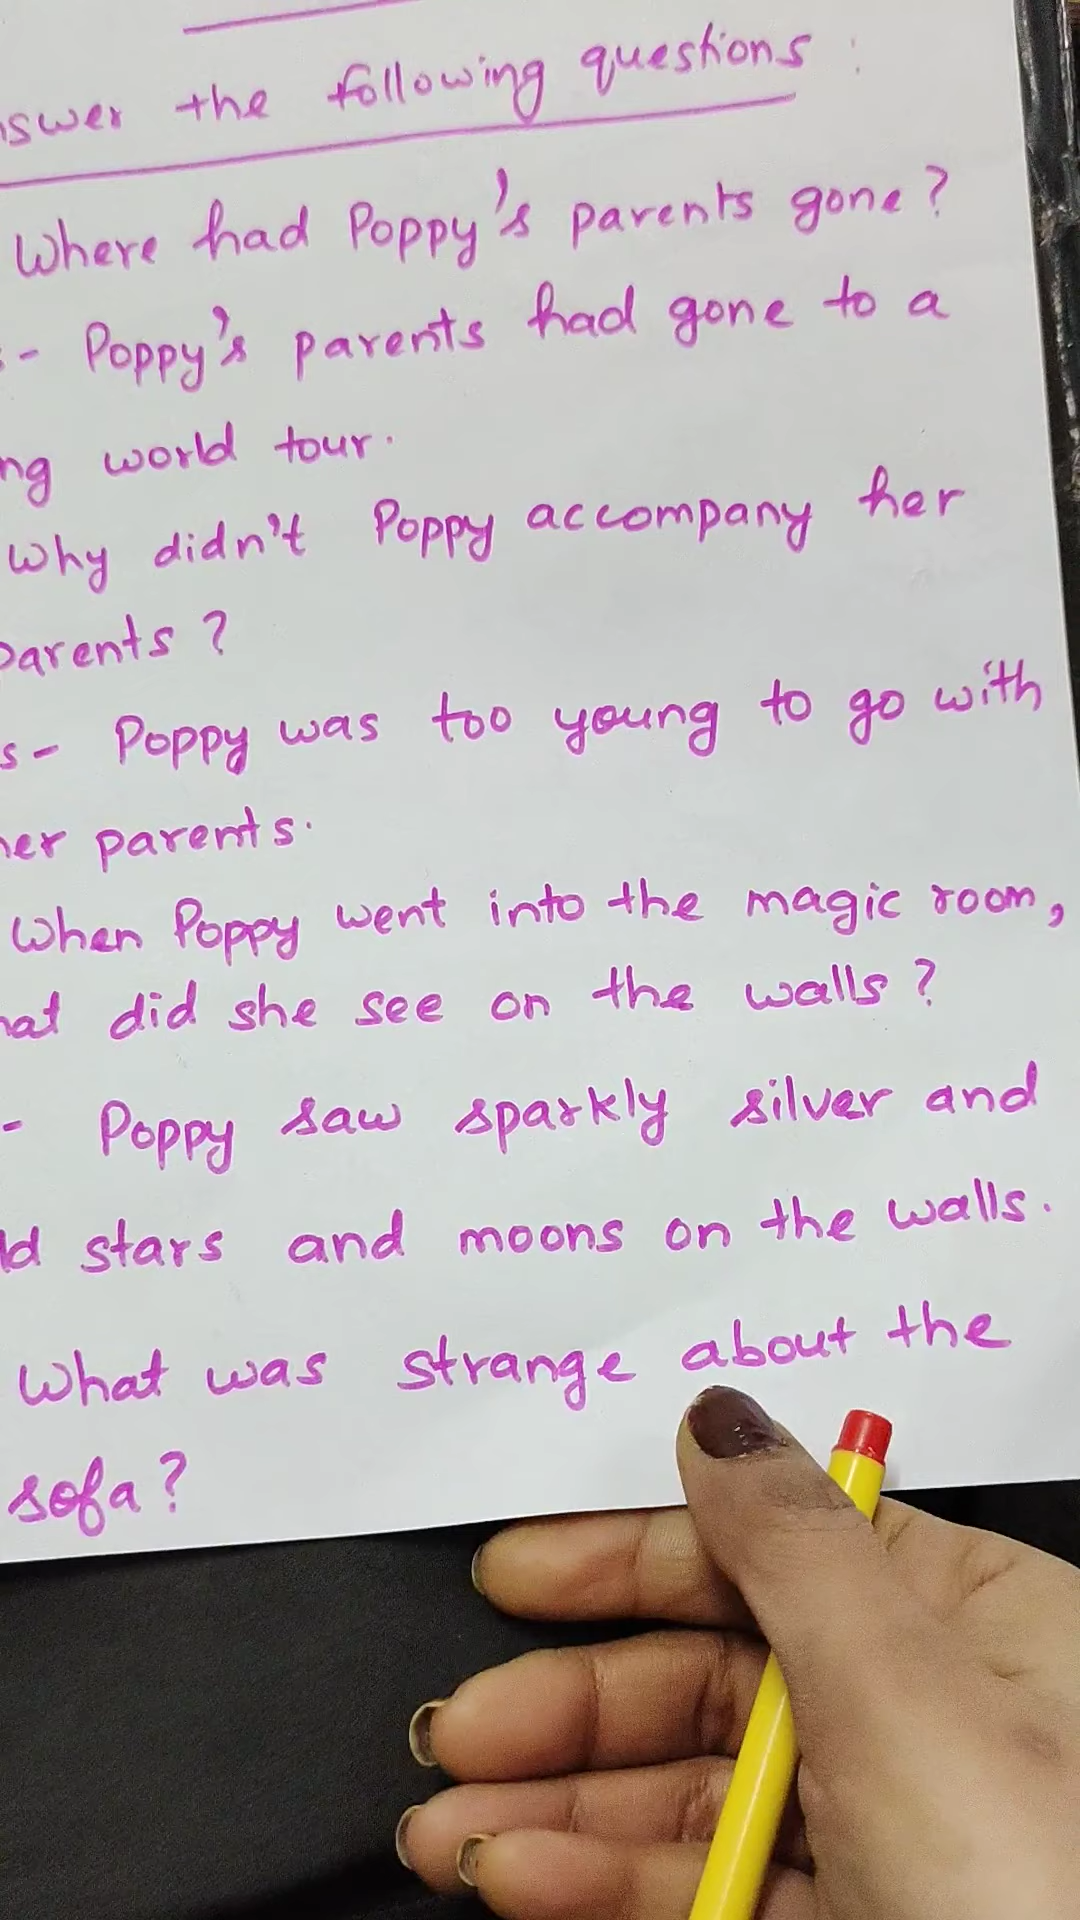 the following questions :
Where had Poppy's parents gone?
- Poppy's parents had gone to a
world tour.
Why didn't Poppy accompany her
parents?
- Poppy was too young to go with
her parents.
When Poppy went into the magic room,
did she see on the walls?
- Poppy saw sparkly silver and
stars and moons on the walls.
What was strange about the
sofa?